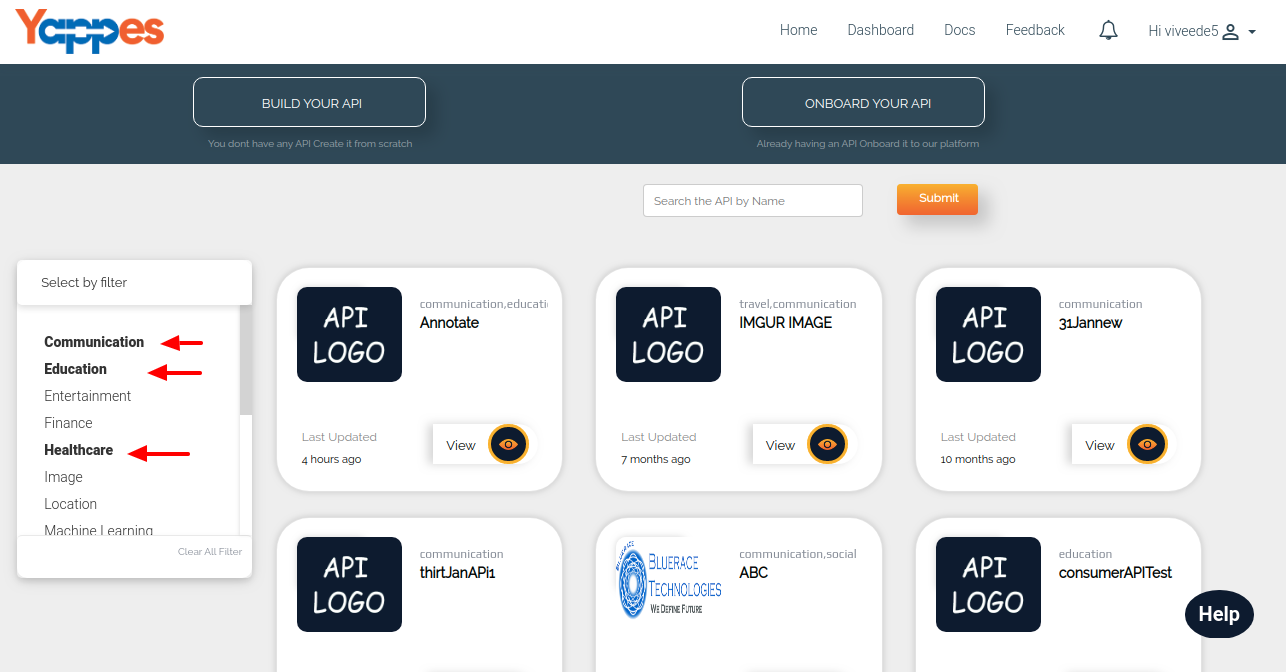 Yappes
Home Dashboard Docs Feedback Hi viveede5
BUILD YOUR API ONBOARD YOUR API
You dont have any API Create it from scratch Already having an API Onboard it to our platform
Search the API by Name Submit
Select by filter
Communication
Education
Entertainment
Finance
Healthcare
Image
Location
Machine Learning
Clear All Filter
API LOGO
communication,educati
Annotate
Last Updated
4 hours ago
View
API LOGO
travel,communication
IMGUR IMAGE
Last Updated
7 months ago
View
API LOGO
communication
31Jannew
Last Updated
10 months ago
View
API LOGO
communication
thirtJanAPi1
BLUERACE
TECHNOLOGIES
WE DEFINE FUTURE
communication,social
ABC
API LOGO
education
consumerAPITest
Help